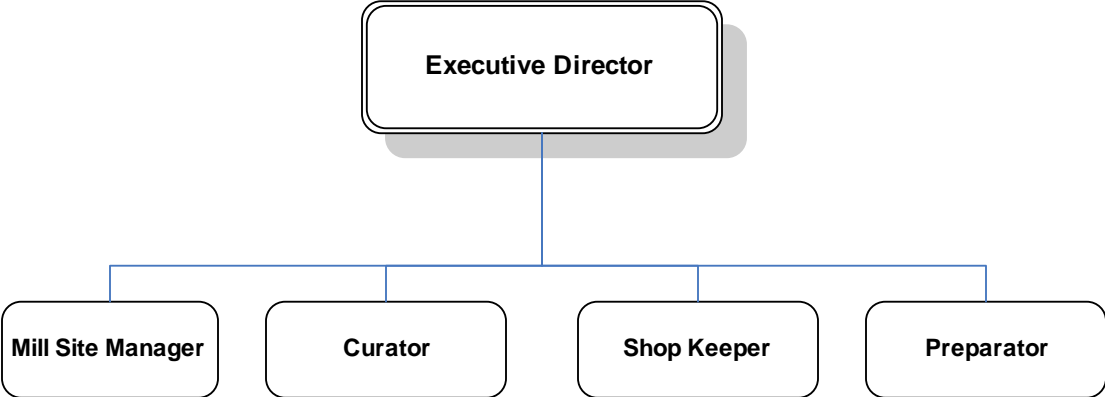 Executive Director
Mill Site Manager
Curator
Shop Keeper
Preparator